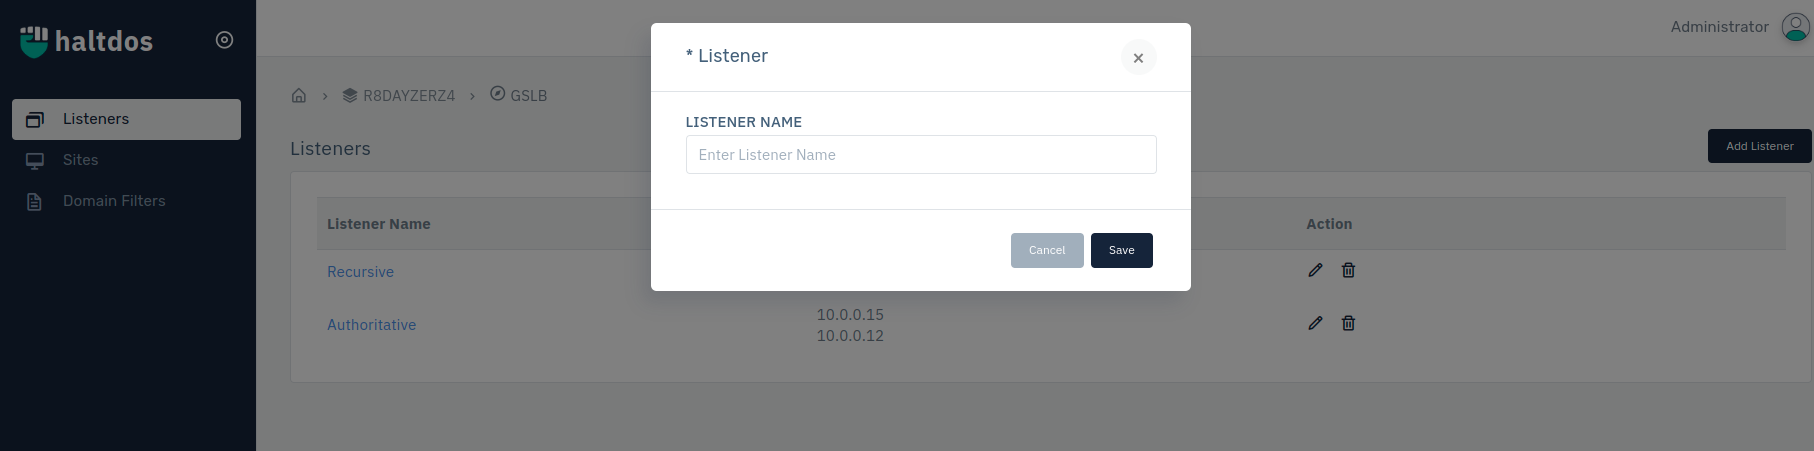 haltdos
Listeners
Sites
Domain Filters
Administrator
R8DAYZERZ4 > GSLB
Listeners
Add Listener
Listener Name
Action
Recursive
Authoritative
10.0.0.15
10.0.0.12
* Listener
LISTENER NAME
Enter Listener Name
Cancel
Save